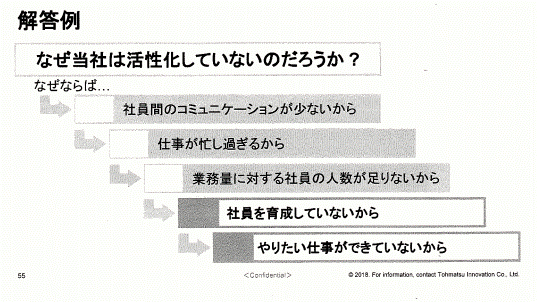 解答例
なぜ当社は活性化していないのだろうか？
なぜならば…
社員間のコミュニケーションが少ないから
仕事が忙し過ぎるから
業務量に対する社員の人数が足りないから
社員を育成していないから
やりたい仕事ができていないから
55
＜Confidential＞
© 2018. For information, contact Tohmatsu Innovation Co., Ltd.